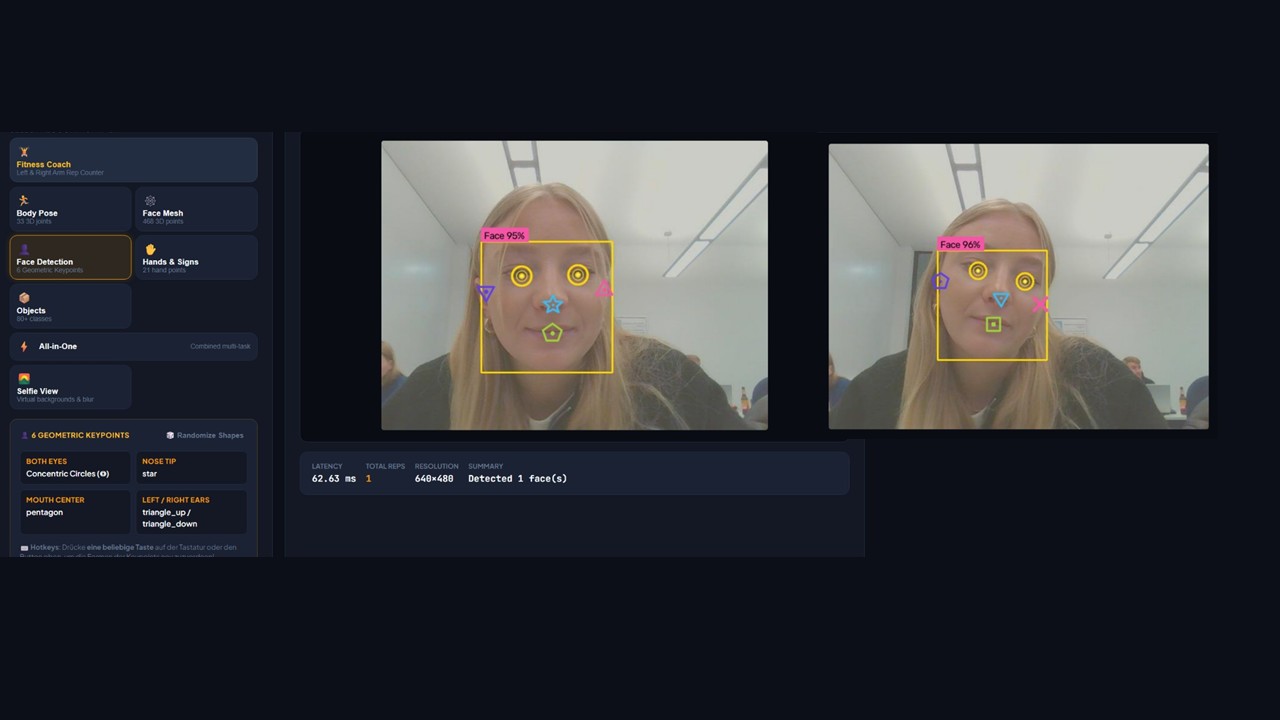 Fitness Coach
Left & Right Arm Rep Counter
Body Pose
33 3D joints
Face Mesh
468 3D points
Face Detection
6 Geometric Keypoints
Hands & Signs
21 hand points
Objects
80+ classes
All-in-One
Combined multi-task
Selfie View
Virtual backgrounds & blur
6 GEOMETRIC KEYPOINTS
Randomize Shapes
BOTH EYES
Concentric Circles (⊙)
NOSE TIP
star
MOUTH CENTER
pentagon
LEFT / RIGHT EARS
triangle_up /
triangle_down
Hotkeys: Drücke eine beliebige Taste auf der Tastatur oder den
Face 95%
Face 96%
LATENCY
62.63 ms
TOTAL REPS
1
RESOLUTION
640×480
SUMMARY
Detected 1 face(s)